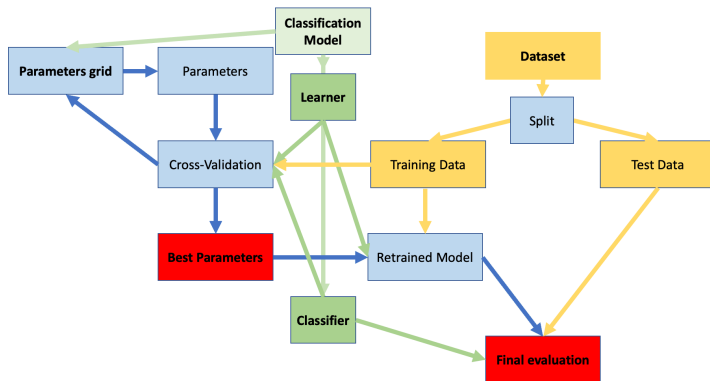 Classification
Model
Dataset
Parameters grid
Parameters
Learner
Split
Cross-Validation
Training Data
Test Data
Best Parameters
Retrained Model
Classifier
Final evaluation